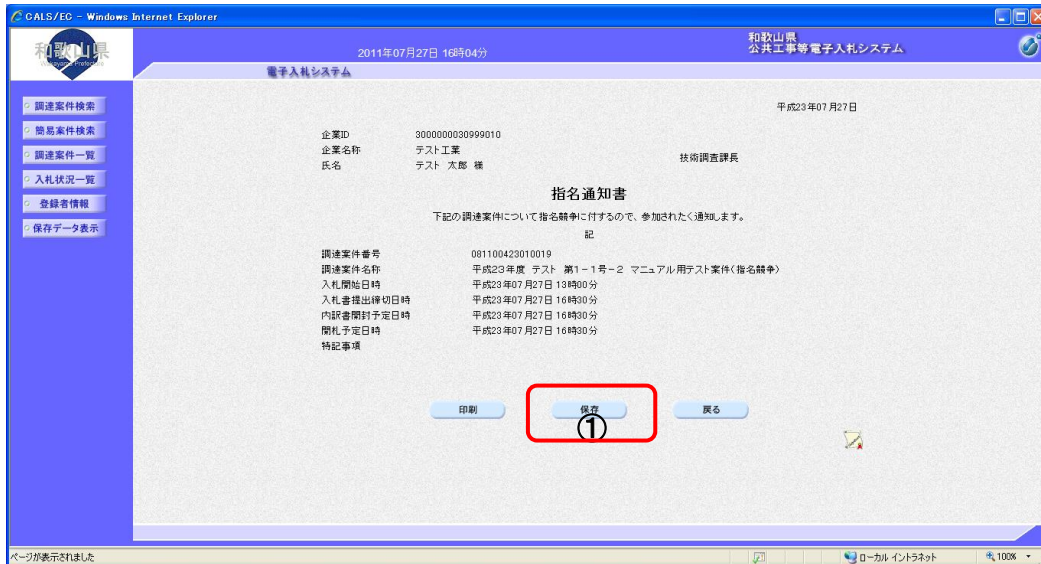 CALS/EC - Windows Internet Explorer
和歌山県
Wakayama Prefecture
2011年07月27日 16時04分
和歌山県
公共工事等電子入札システム
電子入札システム
調達案件検索
簡易案件検索
調達案件一覧
入札状況一覧
登録者情報
保存データ表示
平成23年07月27日
企業ID 3000000030999010
企業名称 テスト工業
氏名 テスト 太郎 様
技術調査課長
指名通知書
下記の調達案件について指名競争に付するので、参加されたく通知します。
記
調達案件番号 081100423010019
調達案件名称 平成23年度 テスト 第1-1号-2 マニュアル用テスト案件(指名競争)
入札開始日時 平成23年07月27日 13時00分
入札書提出締切日時 平成23年07月27日 16時30分
内訳書開封予定日時 平成23年07月27日 16時30分
開札予定日時 平成23年07月27日 16時30分
特記事項
印刷 保存 戻る
①
ページが表示されました ローカル イントラネット 100%